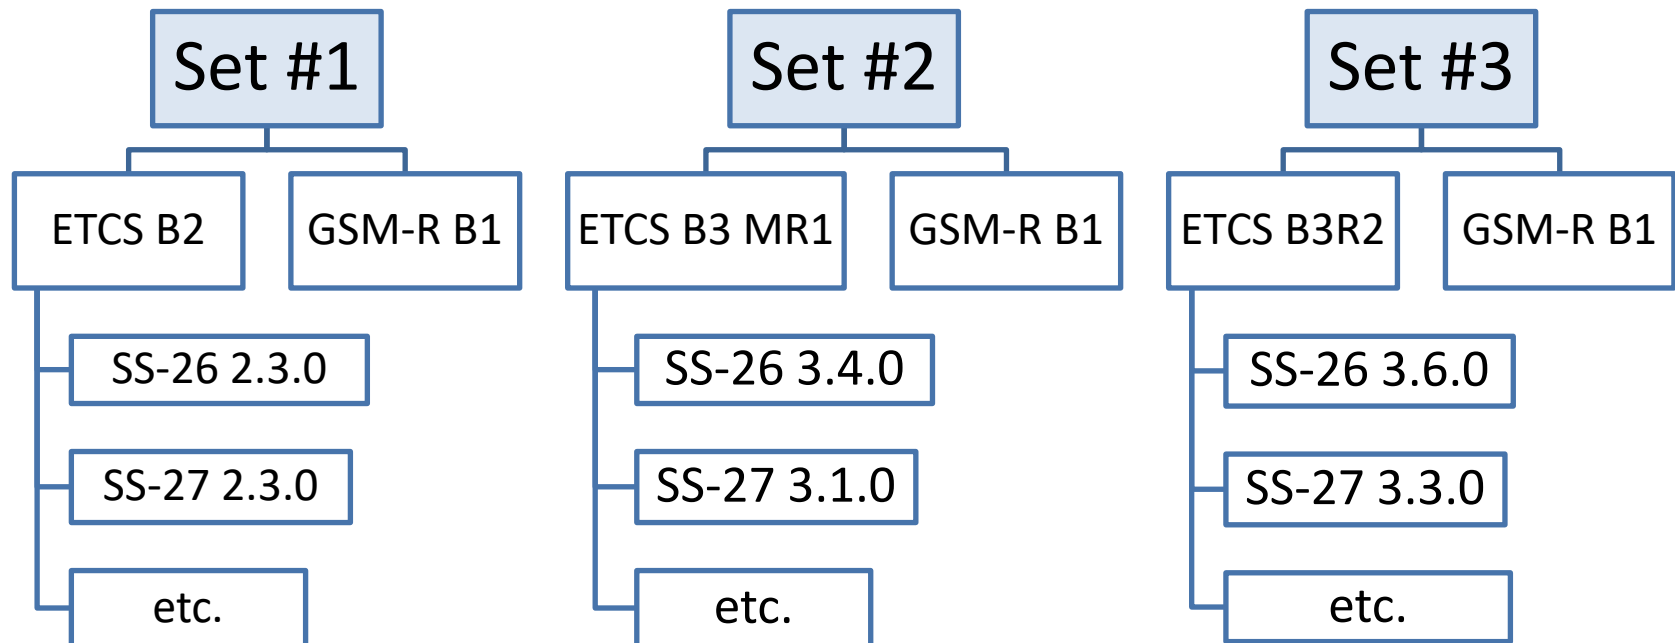 Set #1
ETCS B2
GSM-R B1
SS-26 2.3.0
SS-27 2.3.0
etc.
Set #2
ETCS B3 MR1
GSM-R B1
SS-26 3.4.0
SS-27 3.1.0
etc.
Set #3
ETCS B3R2
GSM-R B1
SS-26 3.6.0
SS-27 3.3.0
etc.